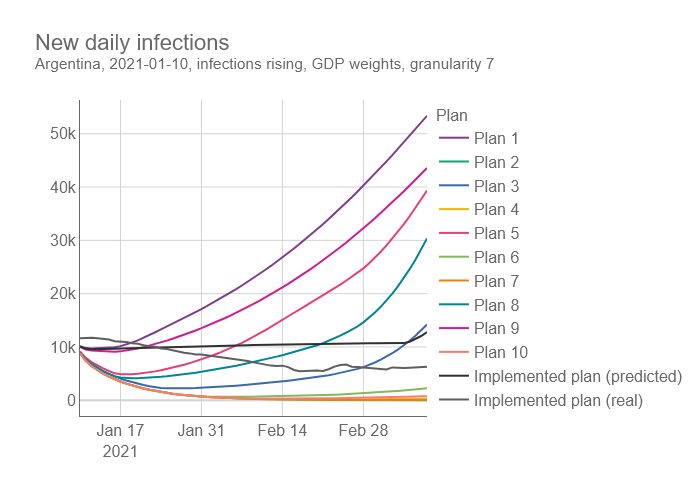 New daily infections
Argentina, 2021-01-10, infections rising, GDP weights, granularity 7
Plan
50k
40k
30k
20k
10k
0
Jan 17
2021
Jan 31
Feb 14
Feb 28
Plan 1
Plan 2
Plan 3
Plan 4
Plan 5
Plan 6
Plan 7
Plan 8
Plan 9
Plan 10
Implemented plan (predicted)
Implemented plan (real)